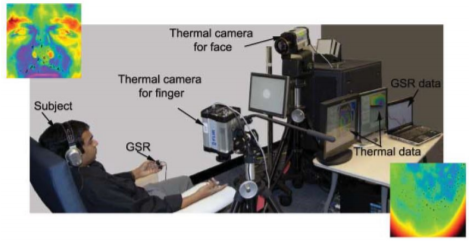 Thermal camera
for face
Thermal camera
for finger
GSR data
Subject
GSR
Thermal data